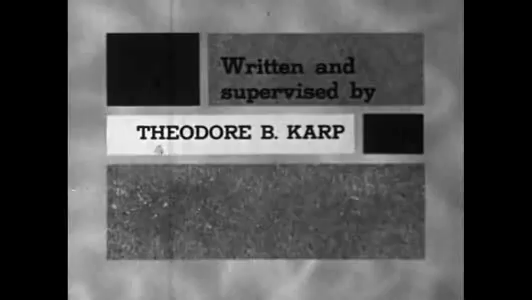 Written and
supervised by
THEODORE B. KARP